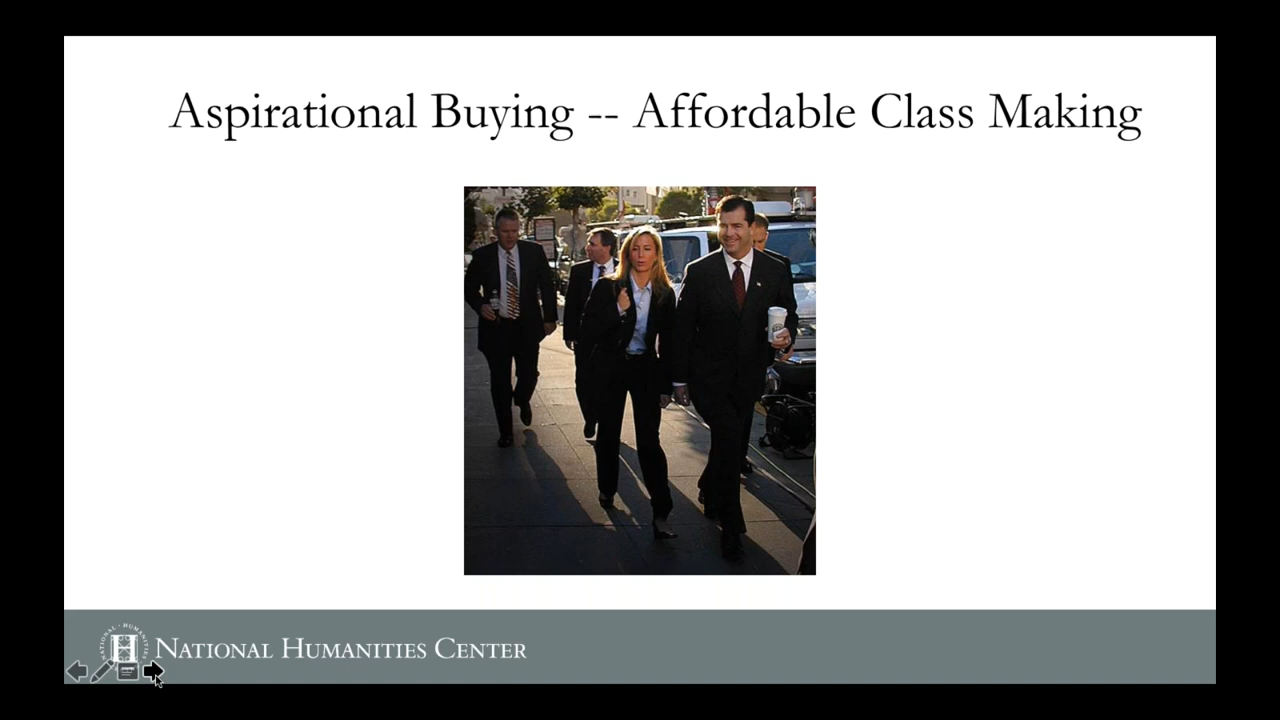 Aspirational Buying -- Affordable Class Making
NATIONAL HUMANITIES CENTER